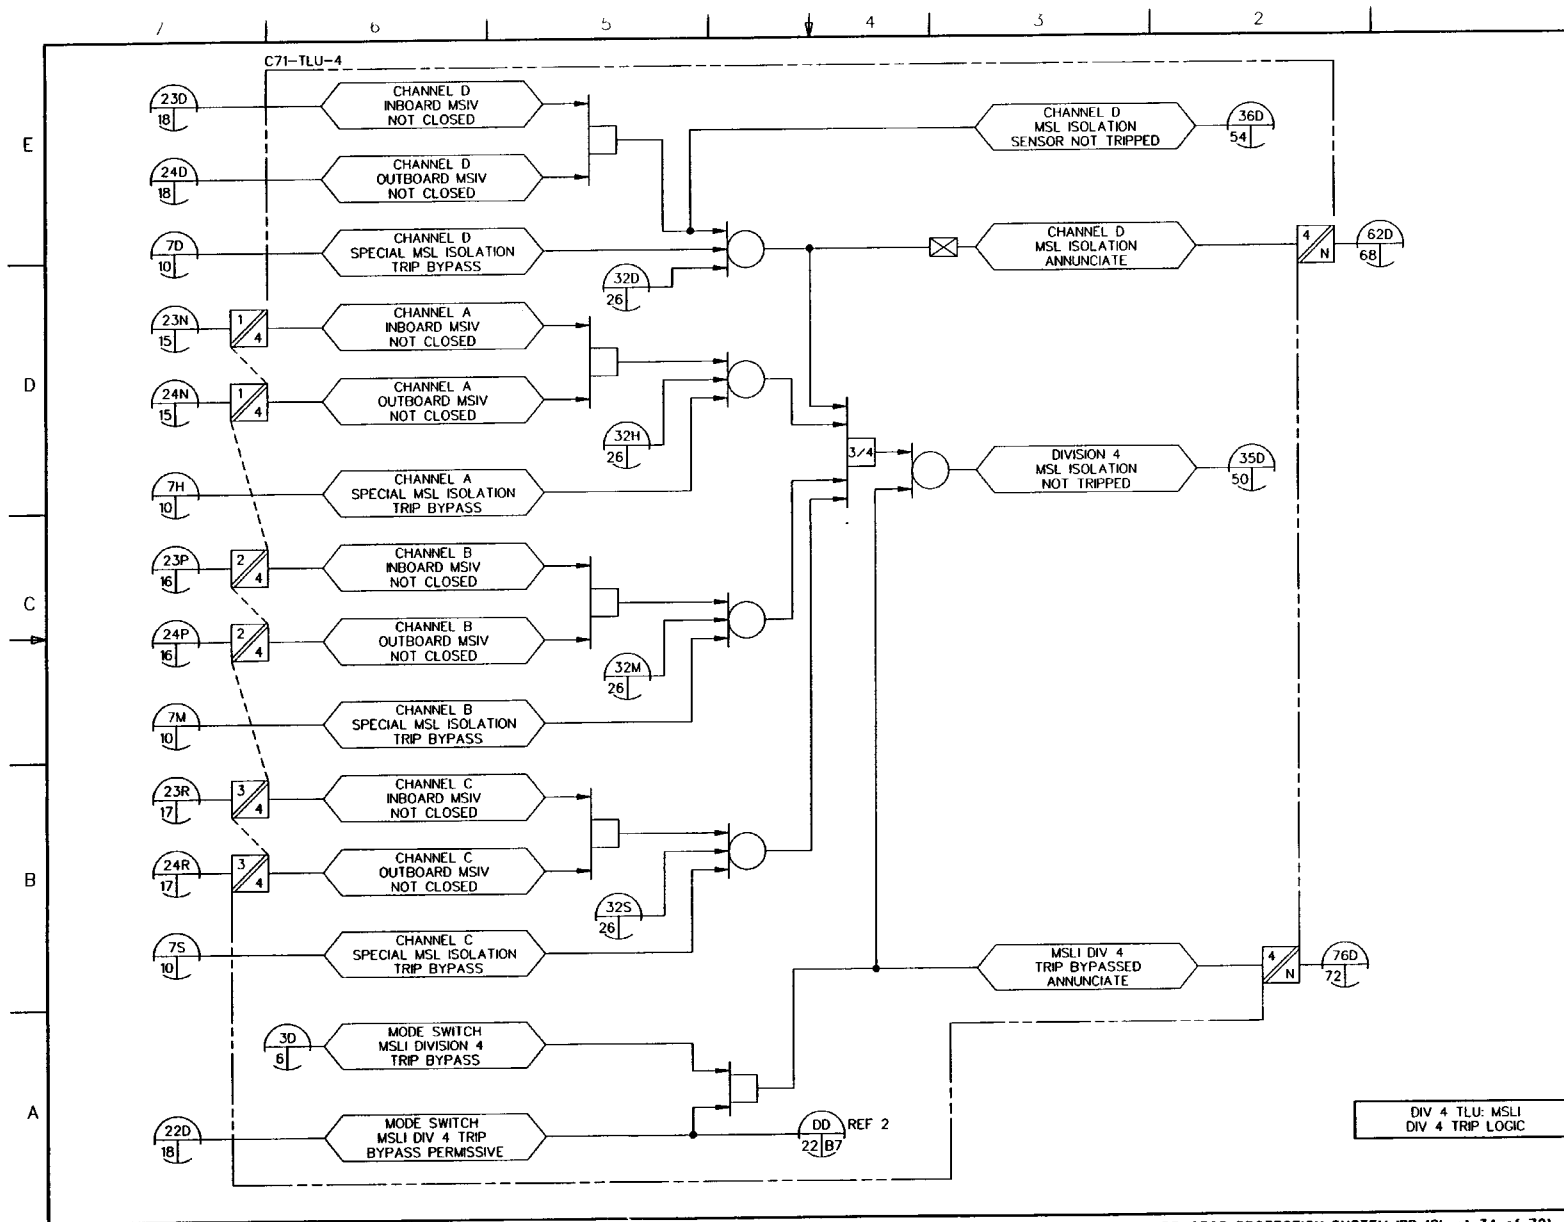 7 6 5 4 3 2
C71-TLU-4
E
23D
18
CHANNEL D
INBOARD MSIV
NOT CLOSED
24D
18
CHANNEL D
OUTBOARD MSIV
NOT CLOSED
CHANNEL D
MSL ISOLATION
SENSOR NOT TRIPPED
36D
54
7D
10
CHANNEL D
SPECIAL MSL ISOLATION
TRIP BYPASS
32D
26
CHANNEL D
MSL ISOLATION
ANNUNCIATE
4
N
62D
68
D
23N
15
1
4
CHANNEL A
INBOARD MSIV
NOT CLOSED
24N
15
1
4
CHANNEL A
OUTBOARD MSIV
NOT CLOSED
32H
26
7H
10
CHANNEL A
SPECIAL MSL ISOLATION
TRIP BYPASS
3/4
DIVISION 4
MSL ISOLATION
NOT TRIPPED
35D
50
C
23P
16
2
4
CHANNEL B
INBOARD MSIV
NOT CLOSED
24P
16
2
4
CHANNEL B
OUTBOARD MSIV
NOT CLOSED
32M
26
7M
10
CHANNEL B
SPECIAL MSL ISOLATION
TRIP BYPASS
B
23R
17
3
4
CHANNEL C
INBOARD MSIV
NOT CLOSED
24R
17
3
4
CHANNEL C
OUTBOARD MSIV
NOT CLOSED
32S
26
7S
10
CHANNEL C
SPECIAL MSL ISOLATION
TRIP BYPASS
MSLI DIV 4
TRIP BYPASSED
ANNUNCIATE
4
N
76D
72
A
3D
6
MODE SWITCH
MSLI DIVISION 4
TRIP BYPASS
22D
18
MODE SWITCH
MSLI DIV 4 TRIP
BYPASS PERMISSIVE
DD
22 B7
REF 2
DIV 4 TLU: MSLI
DIV 4 TRIP LOGIC